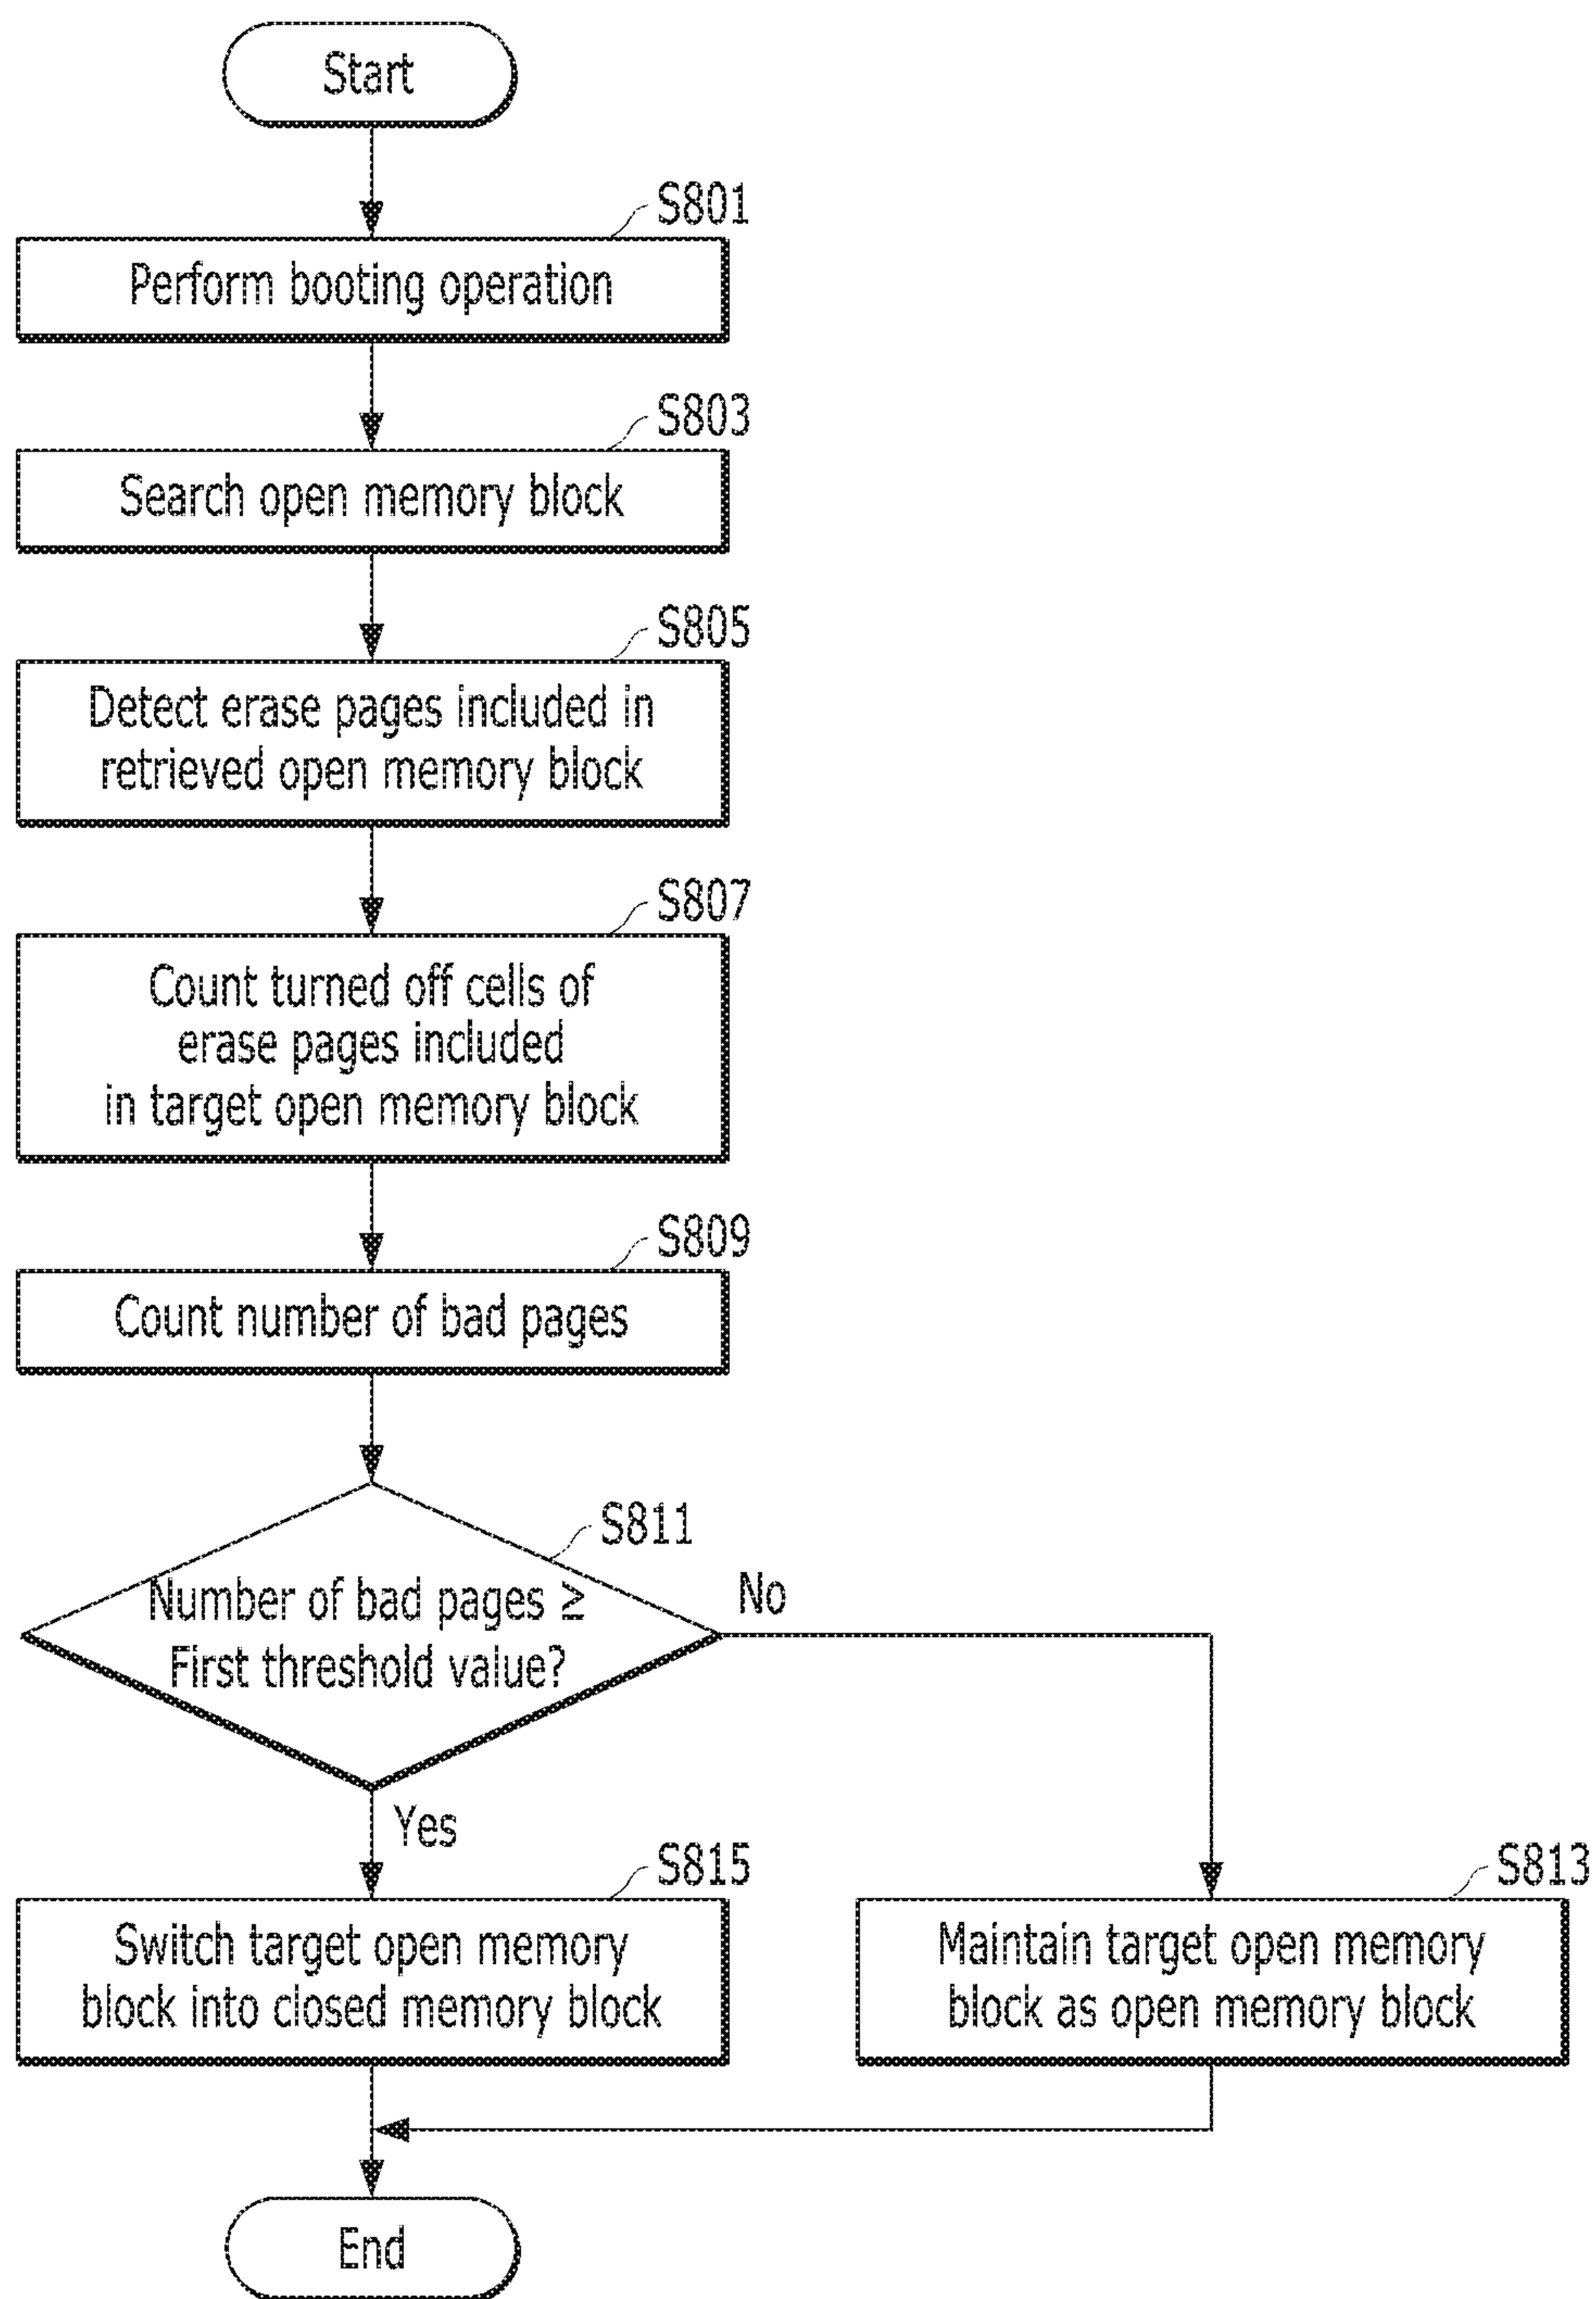 Start
S801
Perform booting operation
S803
Search open memory block
S805
Detect erase pages included in
retrieved open memory block
S807
Count turned off cells of
erase pages included
in target open memory block
S809
Count number of bad pages
S811
Number of bad pages ≥
First threshold value?
No
Yes
S815
Switch target open memory
block into closed memory block
S813
Maintain target open memory
block as open memory block
End